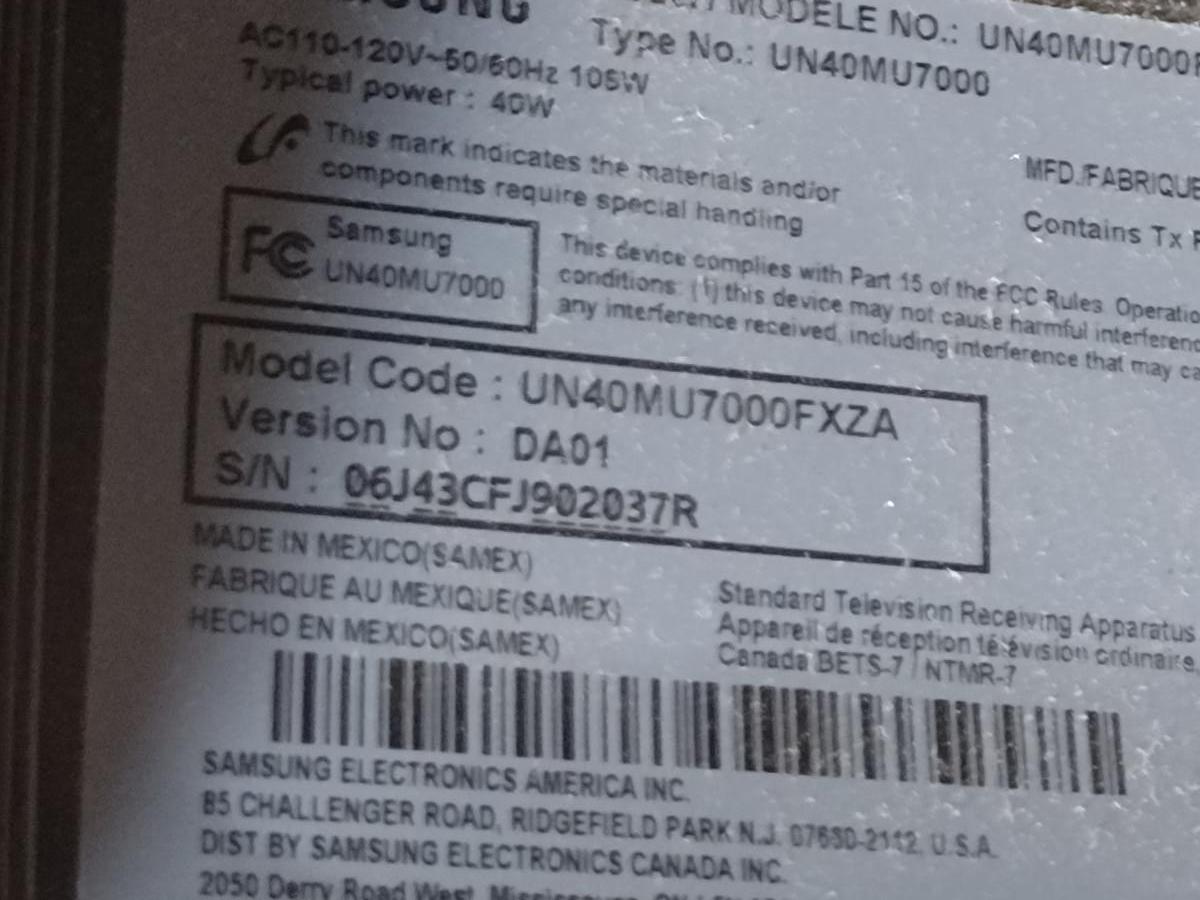 MODELE NO.: UN40MU7000F
Type No.: UN40MU7000
AC110-120V~50/60Hz 105W
Typical power : 40W
This mark indicates the materials and/or
components require special handling
MFD./FABRIQUE
Contains Tx
FC Samsung
UN40MU7000
This device complies with Part 15 of the FCC Rules. Operatio
conditions: (1) this device may not cause harmful interferenc
any interference received, including interference that may ca
Model Code : UN40MU7000FXZA
Version No : DA01
S/N : 06J43CFJ902037R
MADE IN MEXICO(SAMEX)
FABRIQUE AU MEXIQUE(SAMEX)
HECHO EN MEXICO(SAMEX)
Standard Television Receiving Apparatus
Appareil de réception télévision ordinaire,
Canada BETS-7 / NTMR-7
SAMSUNG ELECTRONICS AMERICA INC.
85 CHALLENGER ROAD, RIDGEFIELD PARK N.J. 07660-2112, U.S.A.
DIST BY SAMSUNG ELECTRONICS CANADA INC.
2050 Derry Road West,